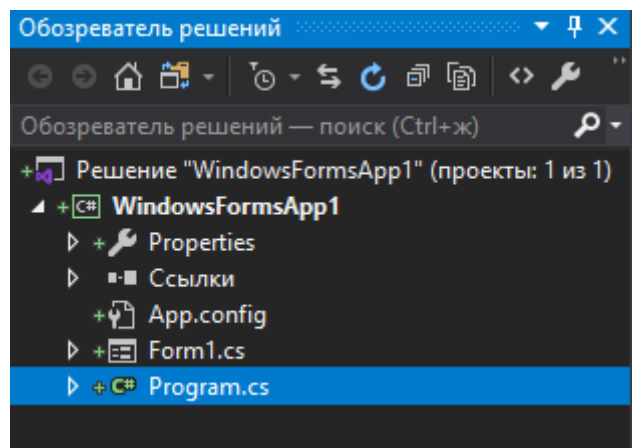 Обозреватель решений
Обозреватель решений — поиск (Ctrl+ж)
Решение "WindowsFormsApp1" (проекты: 1 из 1)
C# WindowsFormsApp1
Properties
Ссылки
App.config
Form1.cs
C# Program.cs